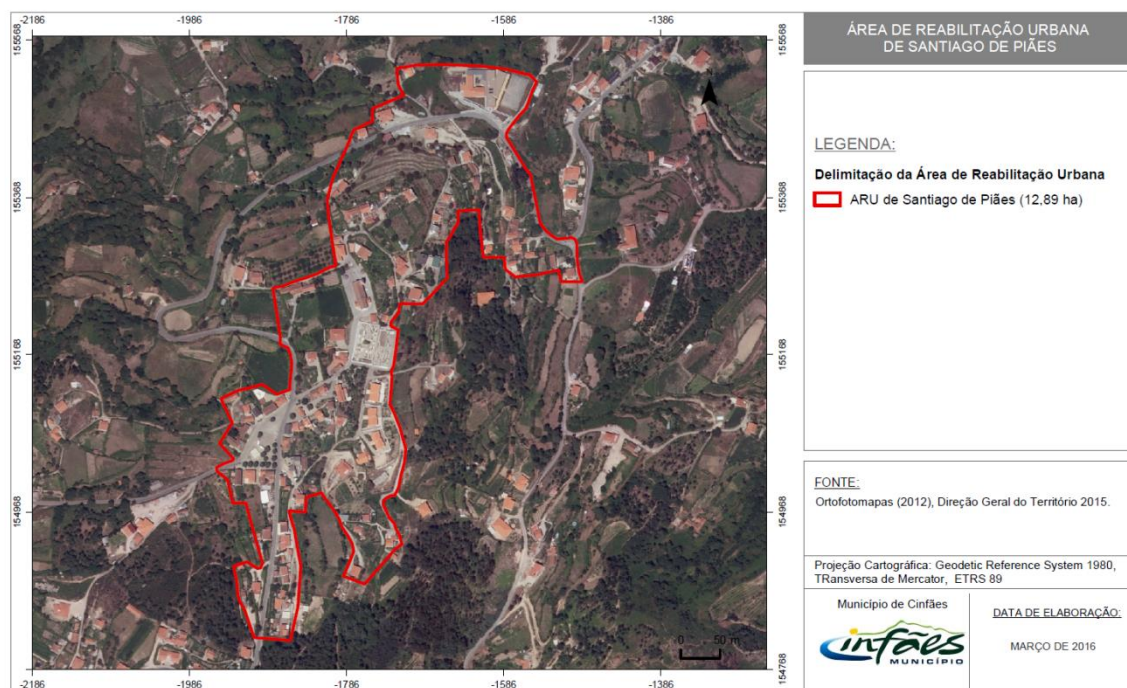 -2186 -1986 -1786 -1586 -1386
155568 155568
155368 155368
155168 155168
154968 154968
154768
-2186 -1986 -1786 -1586 -1386
0 50 m
ÁREA DE REABILITAÇÃO URBANA
DE SANTIAGO DE PIÃES
LEGENDA:
Delimitação da Área de Reabilitação Urbana
ARU de Santiago de Piães (12,89 ha)
FONTE:
Ortofotomapas (2012), Direção Geral do Território 2015.
Projeção Cartográfica: Geodetic Reference System 1980,
TRansversa de Mercator, ETRS 89
Município de Cinfães
cinfães
MUNICÍPIO
DATA DE ELABORAÇÃO:
MARÇO DE 2016